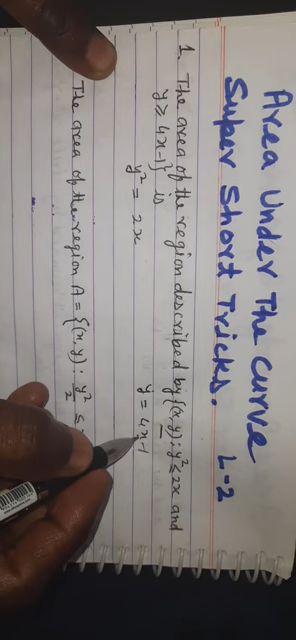 Area Under The Curve
Super Short Tricks. L-2
1. The area of the region described by {(x,y): y² ≤ 2x and
y ≥ 4x-1} is
y² = 2x y = 4x-1
The area of the region A = {(x,y): y²/2 ≤